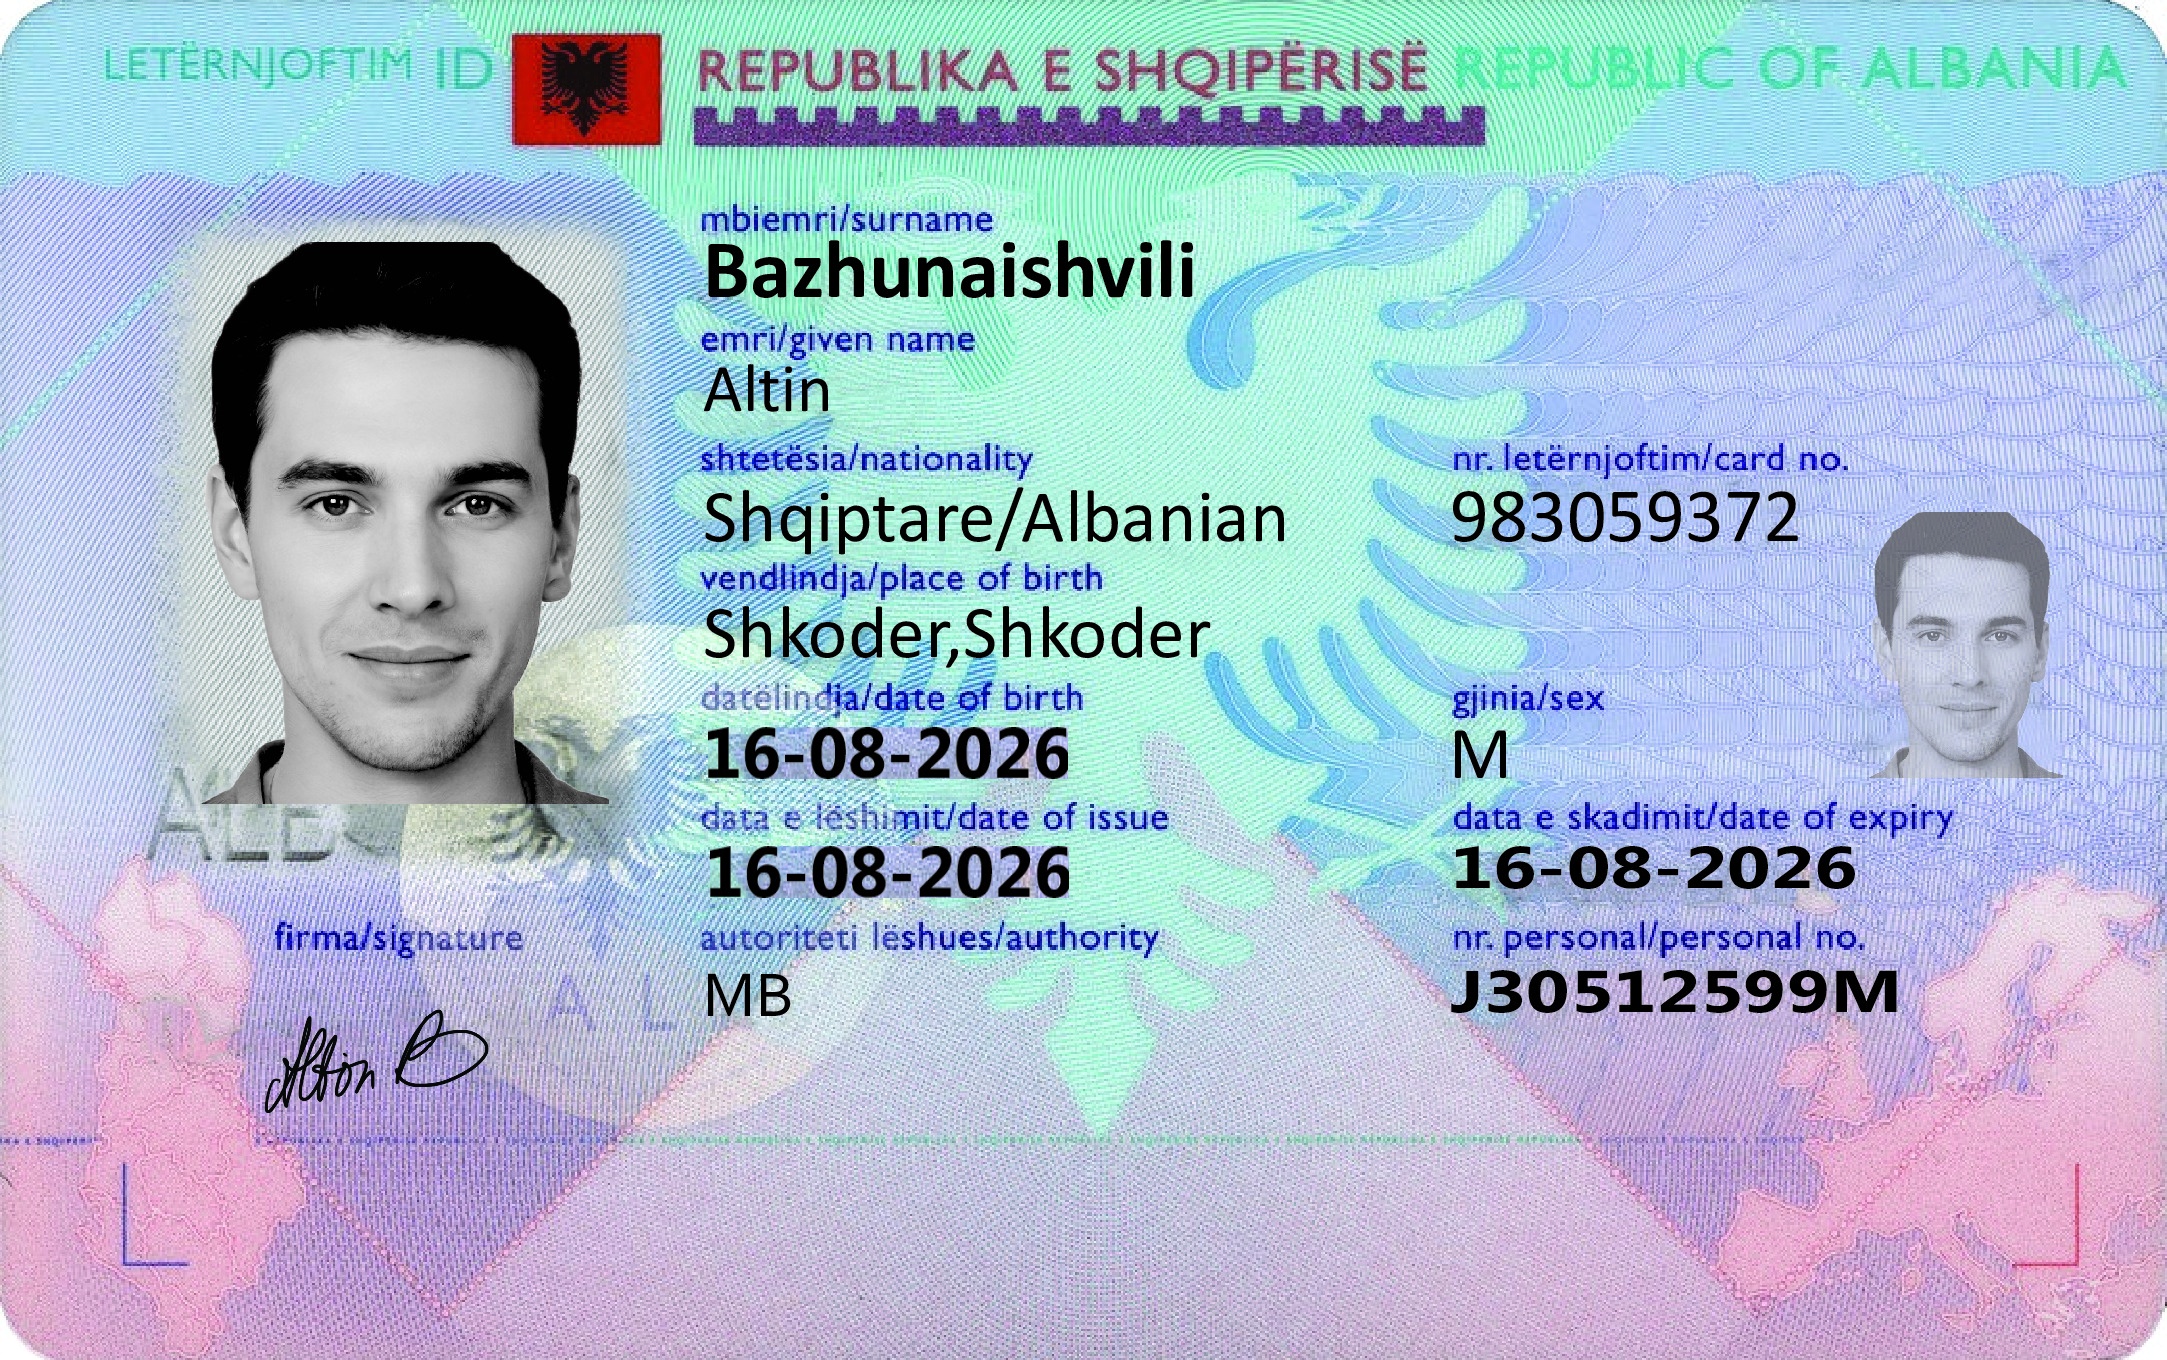 LETËRNJOFTIM ID REPUBLIKA E SHQIPËRISË REPUBLIC OF ALBANIA
mbiemri/surname
Bazhunaishvili
emri/given name
Altin
shtetësia/nationality nr. letërnjoftim/card no.
Shqiptare/Albanian 983059372
vendlindja/place of birth
Shkoder,Shkoder
datëlindja/date of birth gjinia/sex
16-08-2026 M
data e lëshimit/date of issue data e skadimit/date of expiry
16-08-2026 16-08-2026
ALB
firma/signature autoriteti lëshues/authority nr. personal/personal no.
MB J30512599M
A L
Altin B